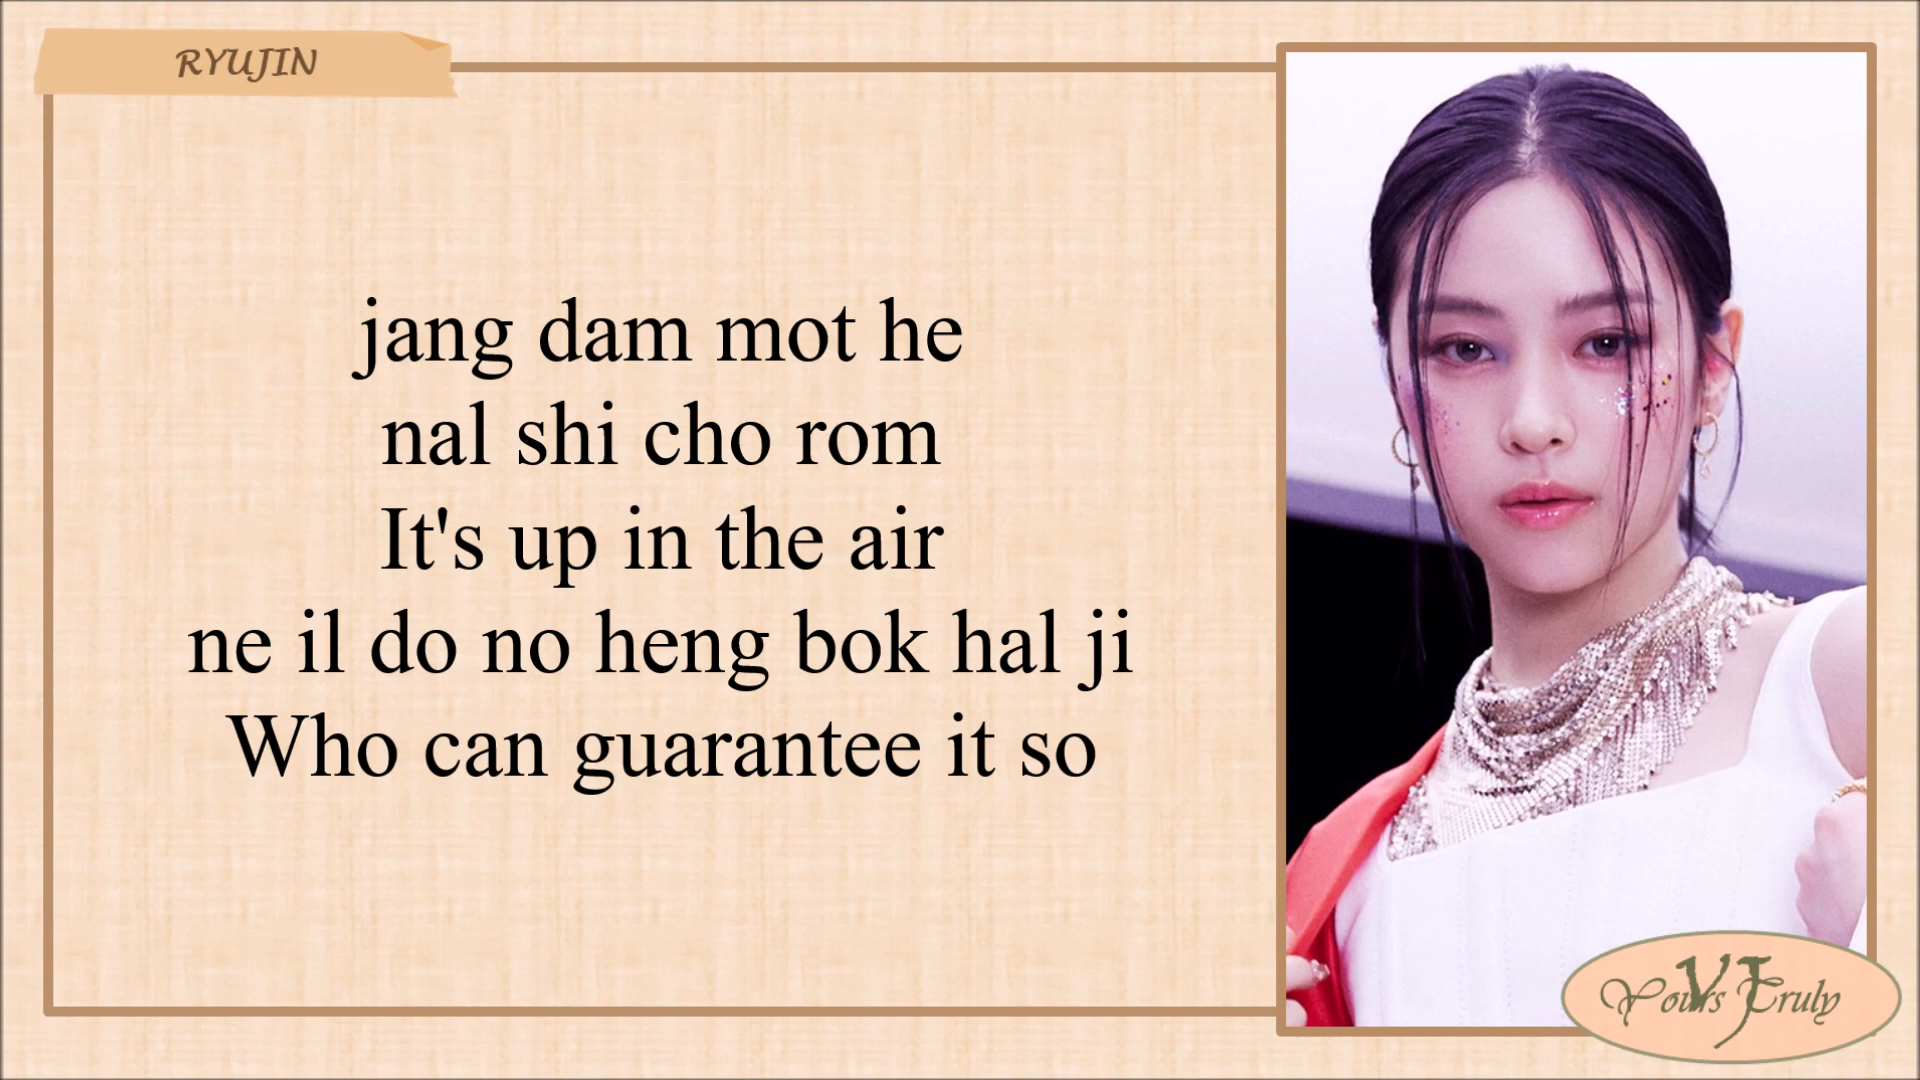 RYUJIN
jang dam mot he
nal shi cho rom
It's up in the air
ne il do no heng bok hal ji
Who can guarantee it so
Yours Truly
VJ